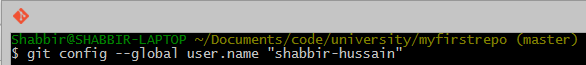 Shabbir@SHABBIR-LAPTOP ~/Documents/code/university/myfirstrepo (master)
$ git config --global user.name "shabbir-hussain"